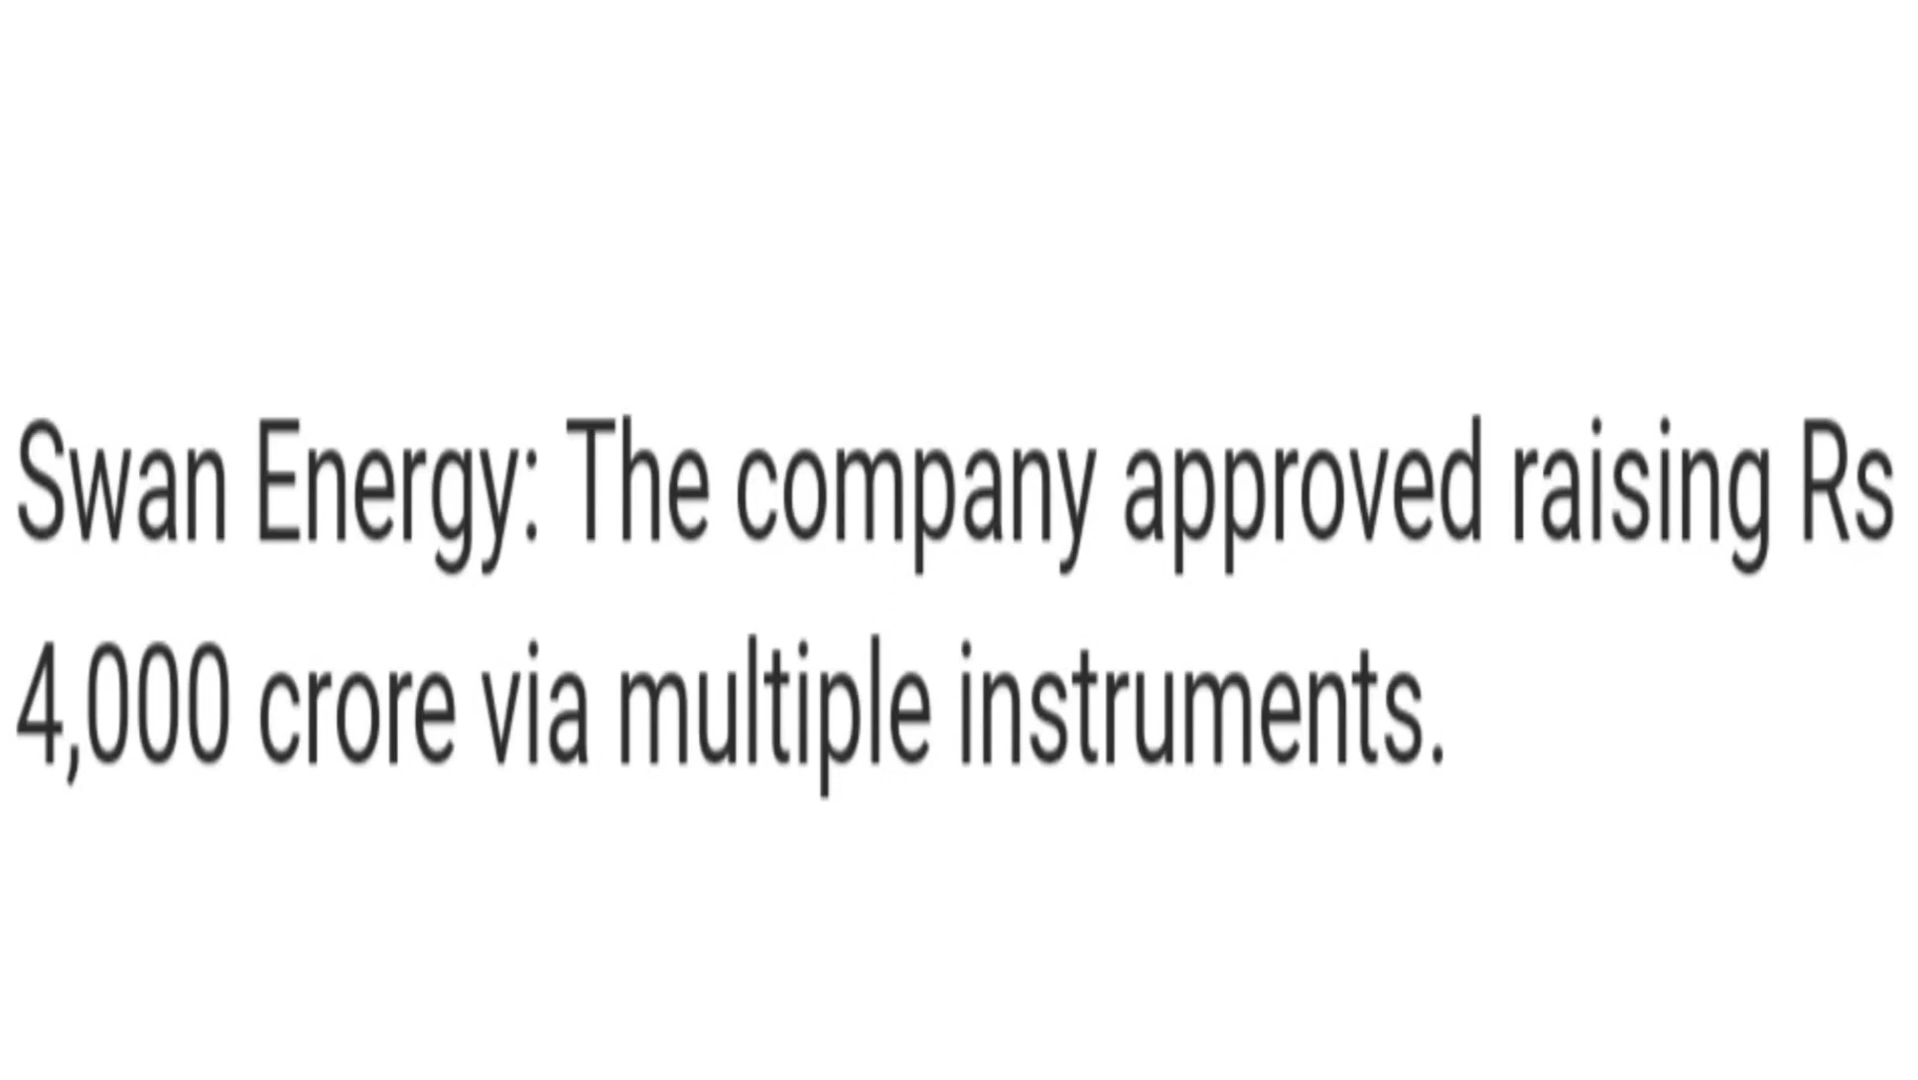 Swan Energy: The company approved raising Rs
4,000 crore via multiple instruments.